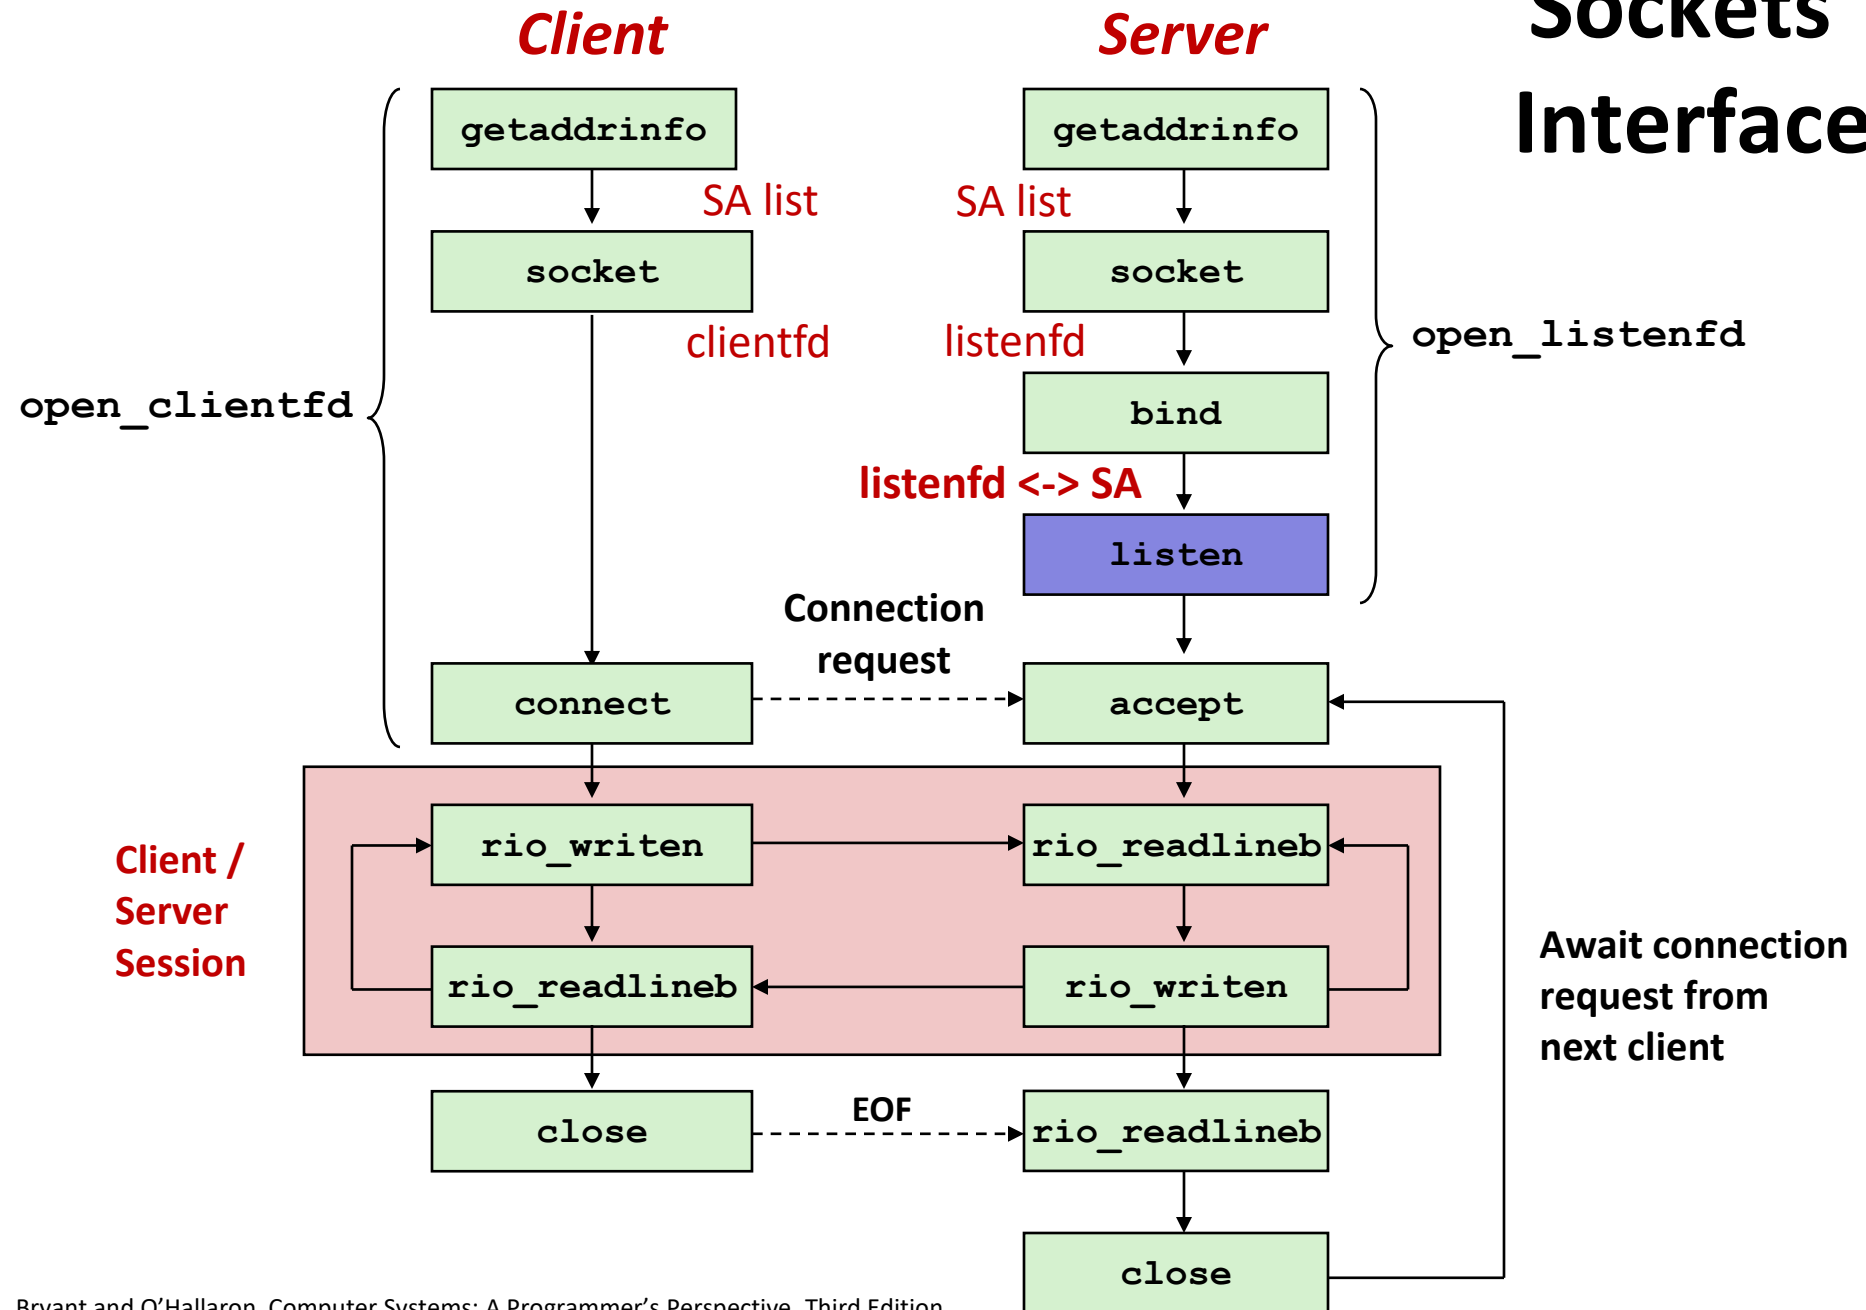 Sockets
Interface
Client
Server
getaddrinfo
getaddrinfo
SA list
SA list
socket
socket
clientfd
listenfd
open_listenfd
open_clientfd
bind
listenfd <-> SA
listen
Connection
request
connect
accept
Client /
Server
Session
rio_writen
rio_readlineb
rio_readlineb
rio_writen
Await connection
request from
next client
close
EOF
rio_readlineb
close
Bryant and O'Hallaron, Computer Systems: A Programmer's Perspective, Third Edition